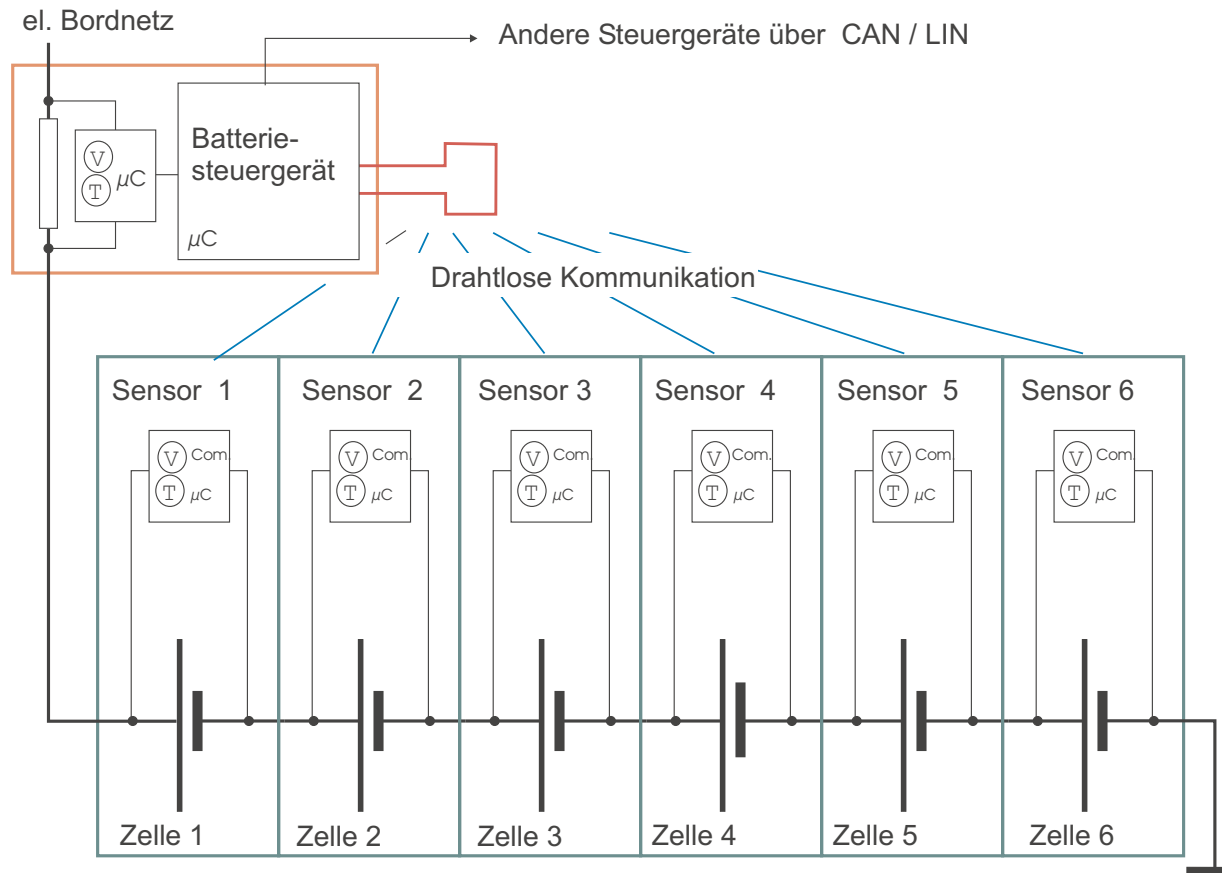 el. Bordnetz
Andere Steuergeräte über CAN / LIN
Batterie-
steuergerät
V
T
µC
µC
Drahtlose Kommunikation
Sensor 1
Sensor 2
Sensor 3
Sensor 4
Sensor 5
Sensor 6
V Com.
T µC
V Com.
T µC
V Com.
T µC
V Com.
T µC
V Com.
T µC
V Com.
T µC
Zelle 1
Zelle 2
Zelle 3
Zelle 4
Zelle 5
Zelle 6